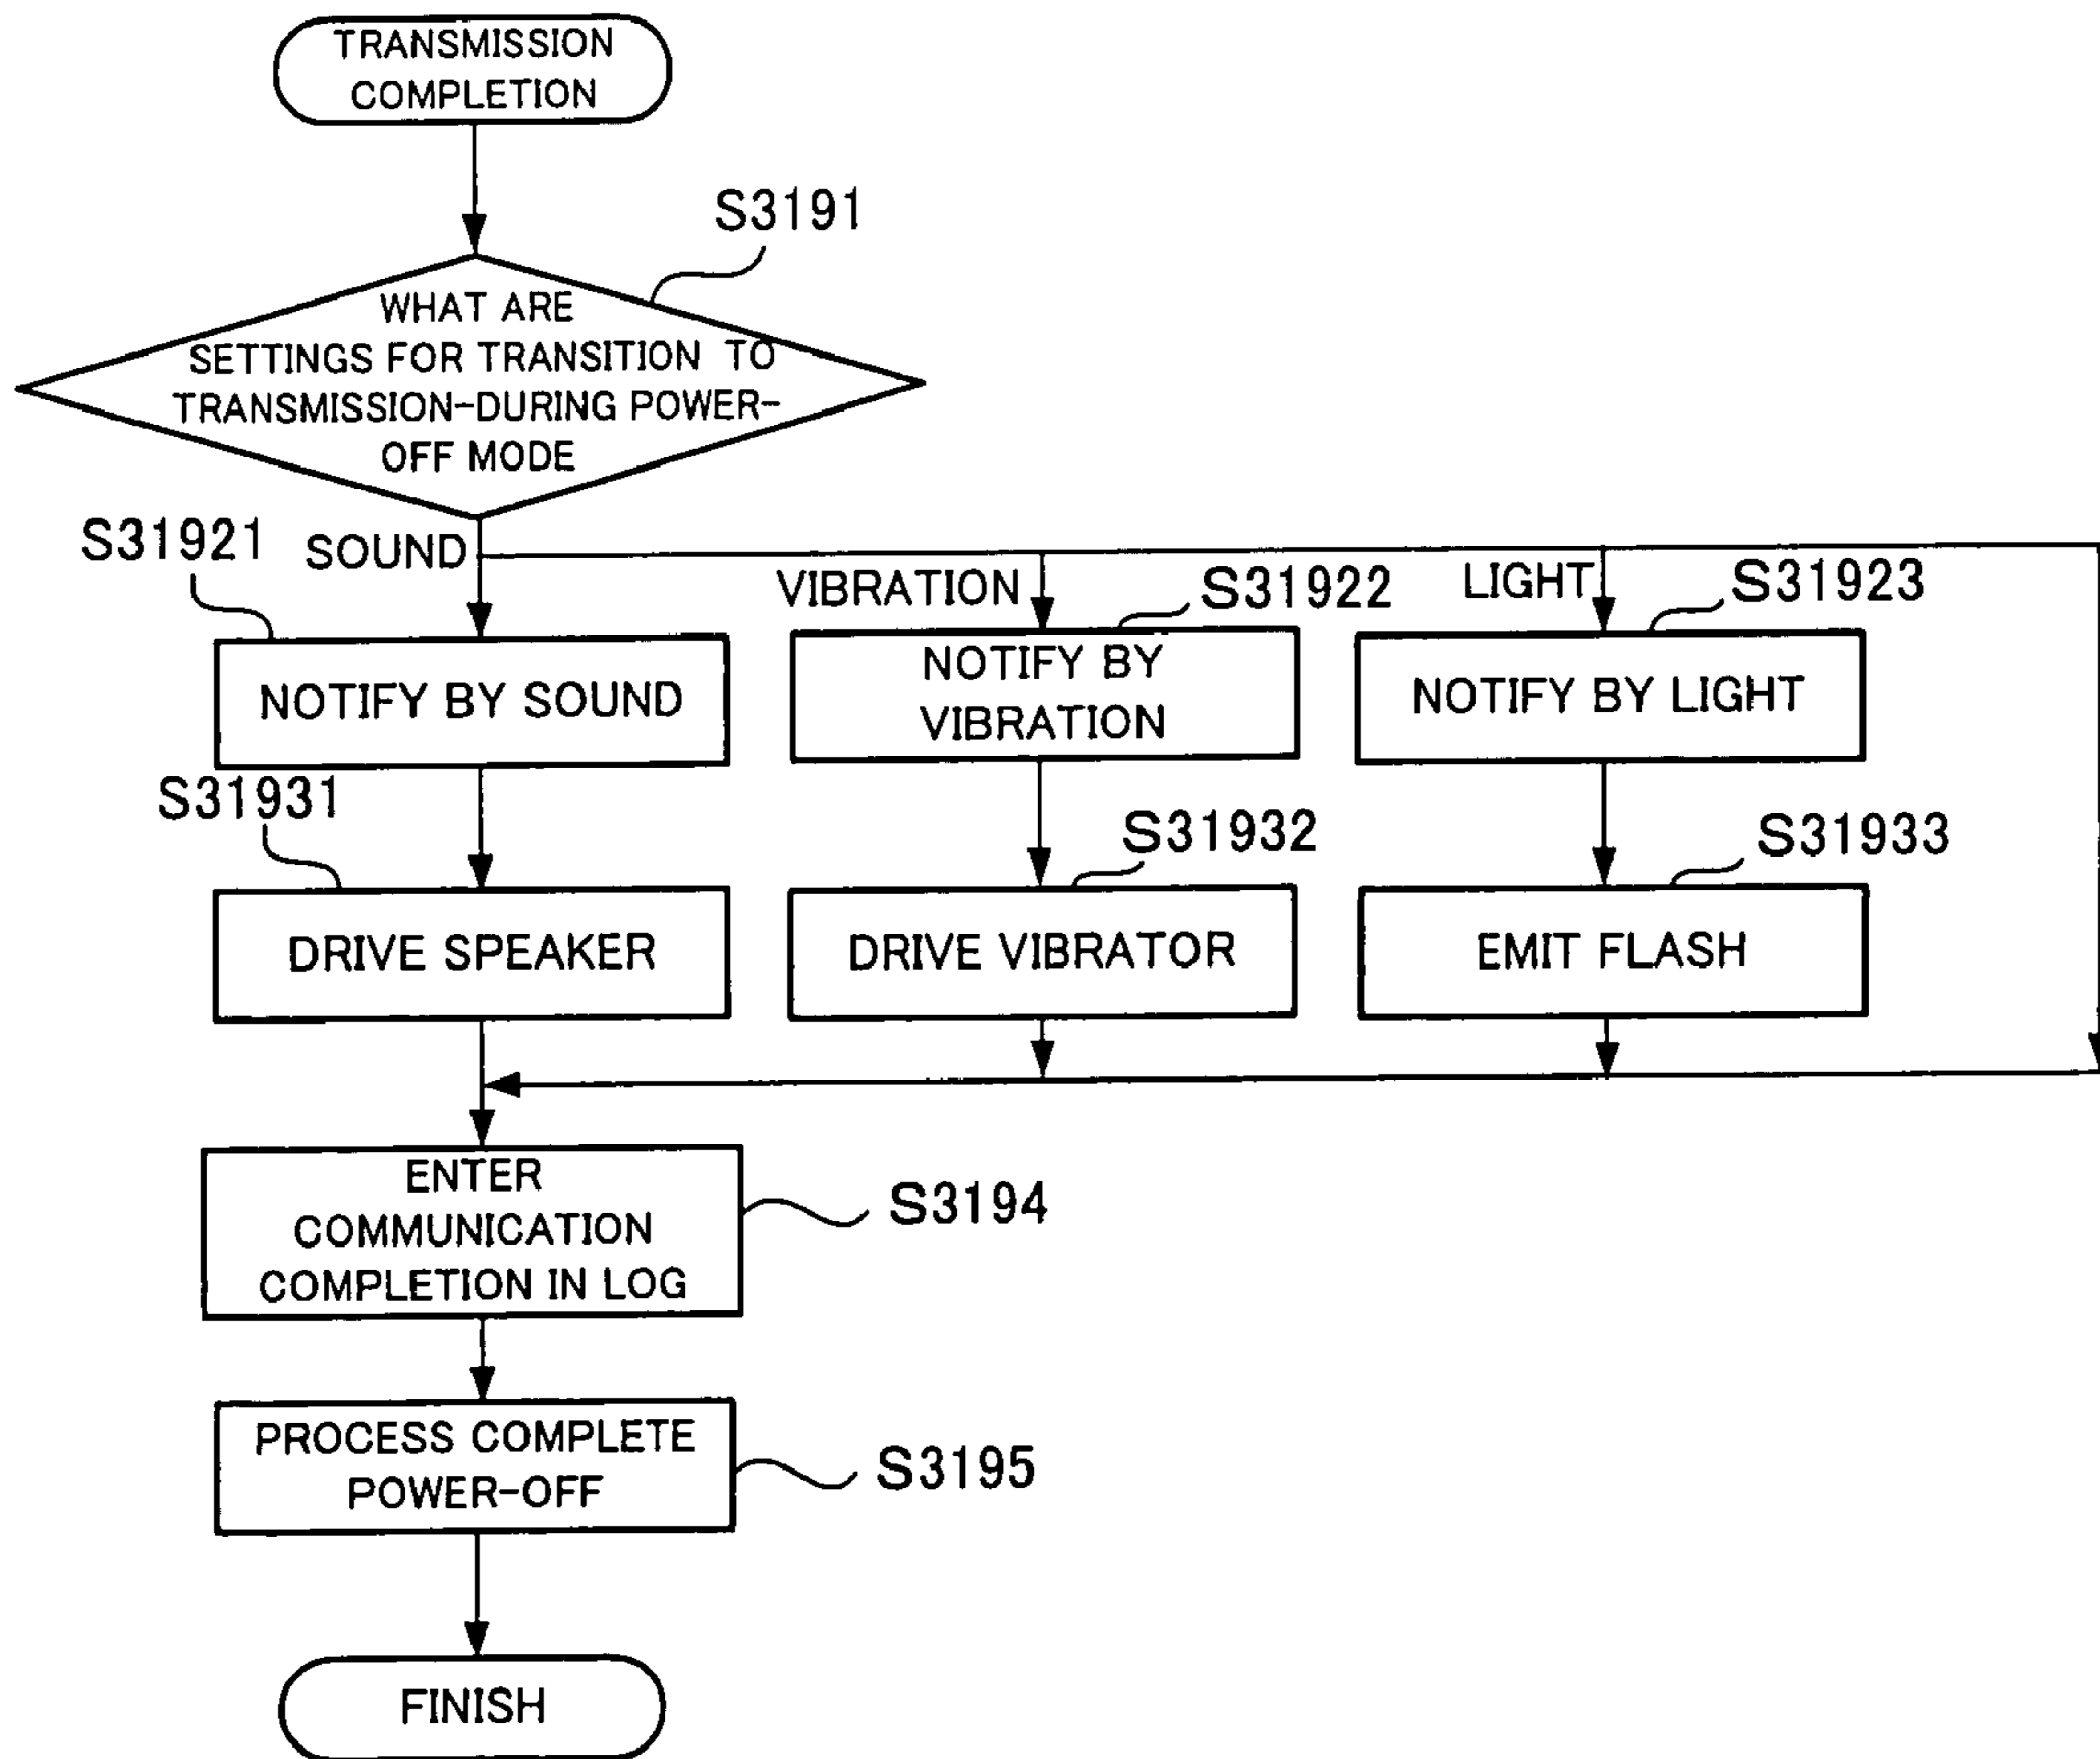 TRANSMISSION
COMPLETION
S3191
WHAT ARE
SETTINGS FOR TRANSITION TO
TRANSMISSION-DURING POWER-
OFF MODE
S31921
SOUND
VIBRATION
S31922
LIGHT
S31923
NOTIFY BY SOUND
NOTIFY BY
VIBRATION
NOTIFY BY LIGHT
S31931
S31932
S31933
DRIVE SPEAKER
DRIVE VIBRATOR
EMIT FLASH
ENTER
COMMUNICATION
COMPLETION IN LOG
S3194
PROCESS COMPLETE
POWER-OFF
S3195
FINISH